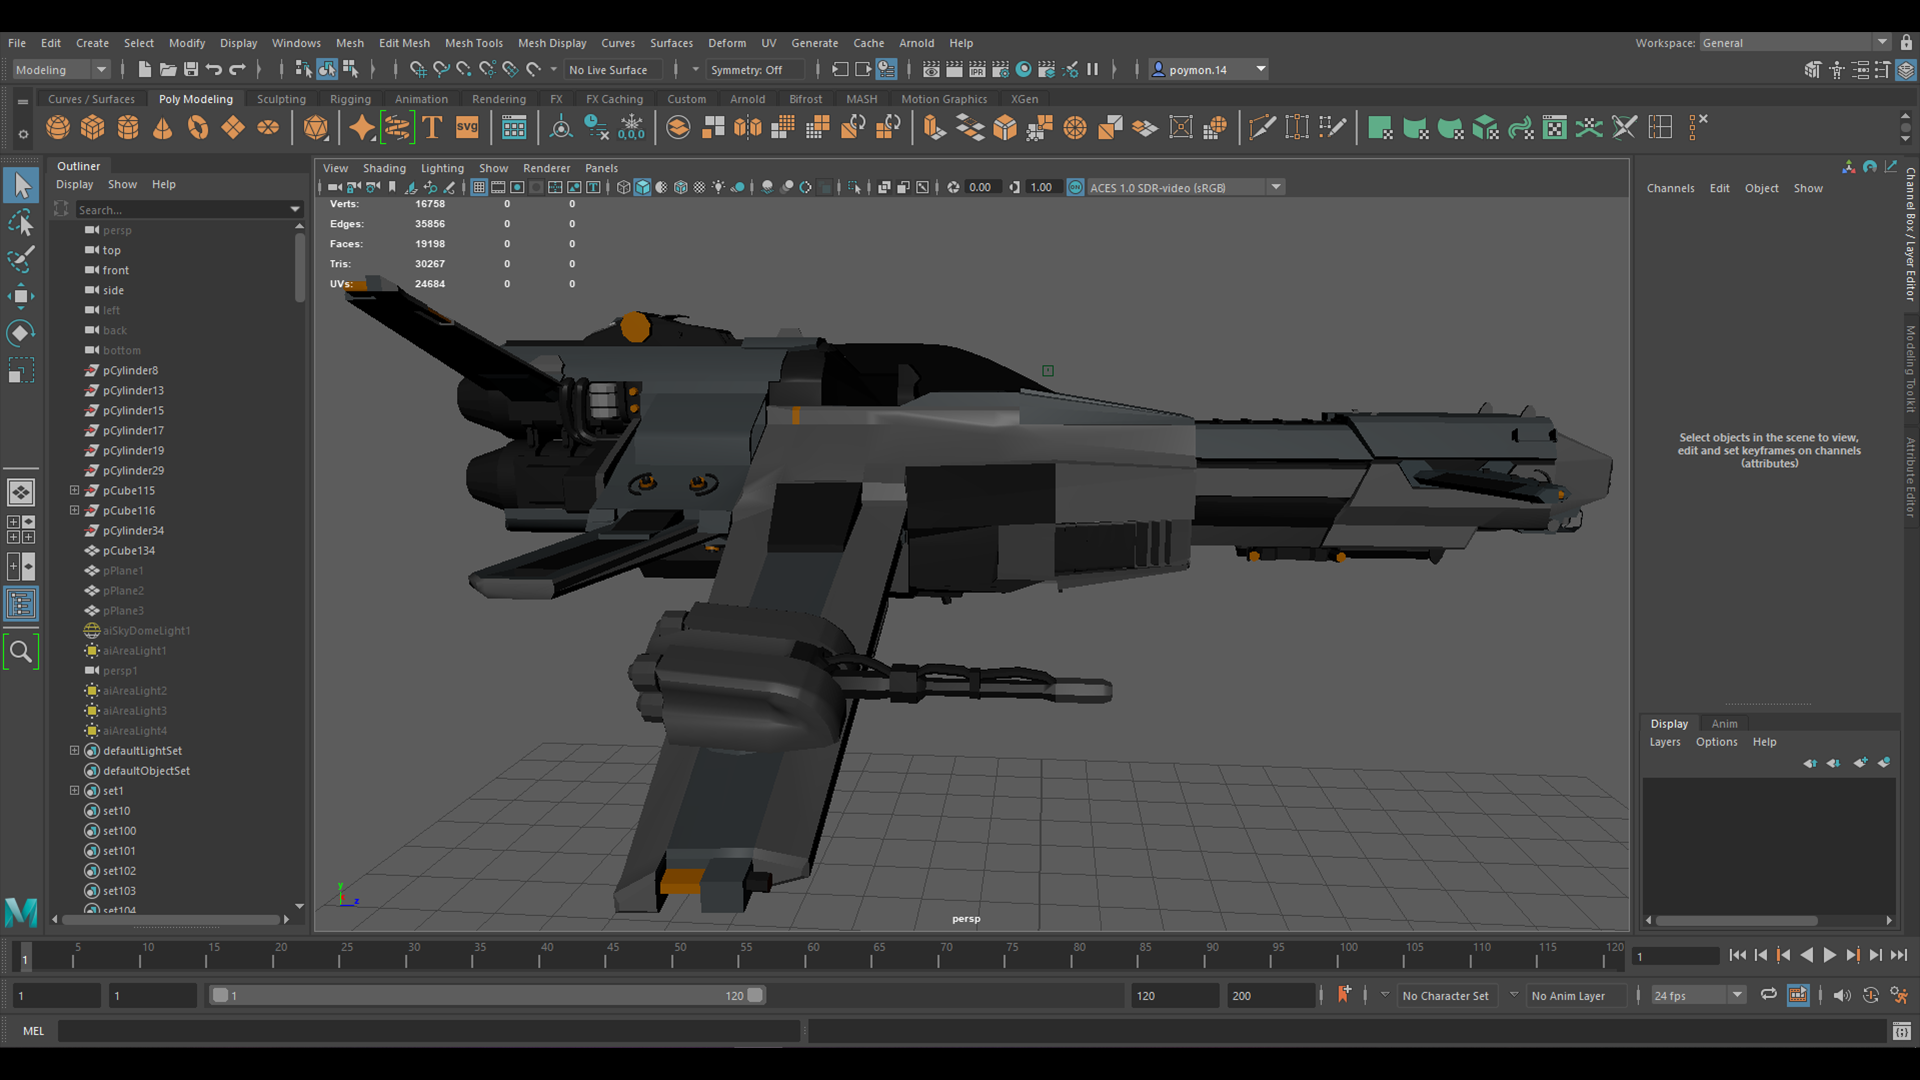 File Edit Create Select Modify Display Windows Mesh Edit Mesh Mesh Tools Mesh Display Curves Surfaces Deform UV Generate Cache Arnold Help Workspace: General
Modeling No Live Surface Symmetry: Off IPR poymon.14
Curves / Surfaces Poly Modeling Sculpting Rigging Animation Rendering FX FX Caching Custom Arnold Bifrost MASH Motion Graphics XGen
T SVG 0,0,0
Outliner
Display Show Help
Search...
persp
top
front
side
left
back
bottom
pCylinder8
pCylinder13
pCylinder15
pCylinder17
pCylinder19
pCylinder29
pCube115
pCube116
pCylinder34
pCube134
pPlane1
pPlane2
pPlane3
aiSkyDomeLight1
aiAreaLight1
persp1
aiAreaLight2
aiAreaLight3
aiAreaLight4
defaultLightSet
defaultObjectSet
set1
set10
set100
set101
set102
set103
set104
View Shading Lighting Show Renderer Panels
0.00 1.00 ON ACES 1.0 SDR-video (sRGB)
Verts: 16758 0 0
Edges: 35856 0 0
Faces: 19198 0 0
Tris: 30267 0 0
UVs: 24684 0 0
y z
persp
Channels Edit Object Show
Select objects in the scene to view,
edit and set keyframes on channels
(attributes)
Channel Box / Layer Editor
Modeling Toolkit
Attribute Editor
Display Anim
Layers Options Help
1 5 10 15 20 25 30 35 40 45 50 55 60 65 70 75 80 85 90 95 100 105 110 115 120 1
1 1 1 120 120 200 No Character Set No Anim Layer 24 fps
MEL